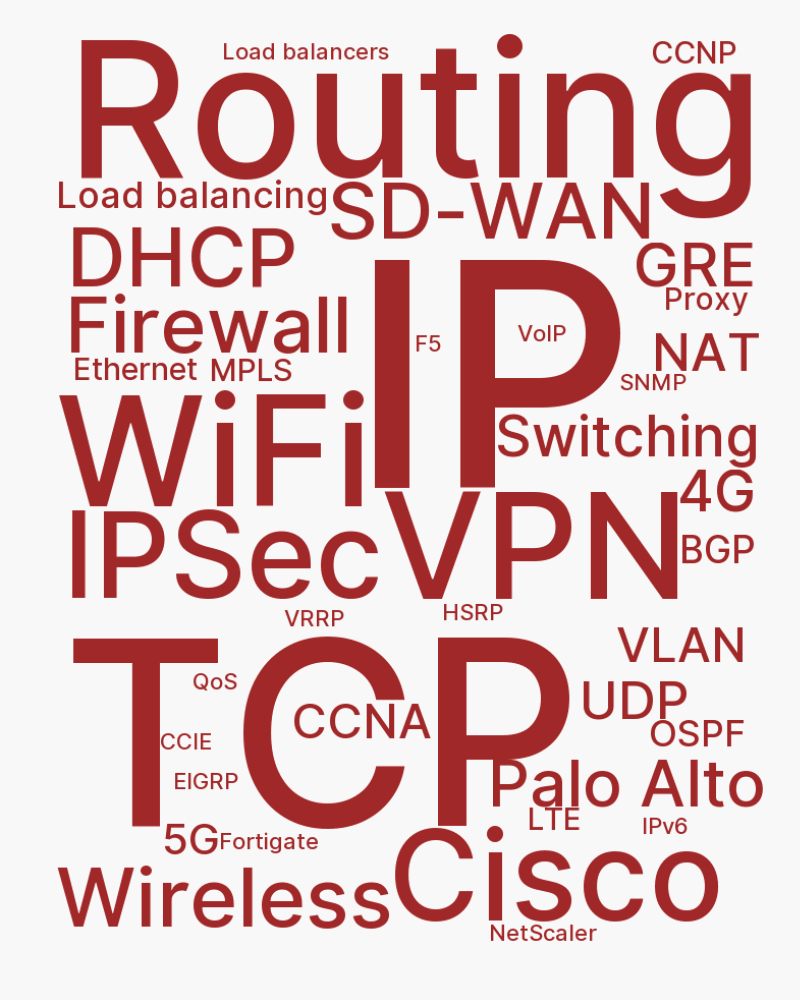 Load balancers
CCNP
Routing
Load balancing
SD-WAN
DHCP
GRE
IP
Proxy
Firewall
F5
VoIP
NAT
Ethernet
MPLS
SNMP
WiFi
Switching
4G
IPSec
VPN
BGP
VRRP
HSRP
VLAN
TCP
QoS
UDP
CCNA
OSPF
CCIE
EIGRP
Palo Alto
LTE
IPv6
5G
Fortigate
Cisco
Wireless
NetScaler